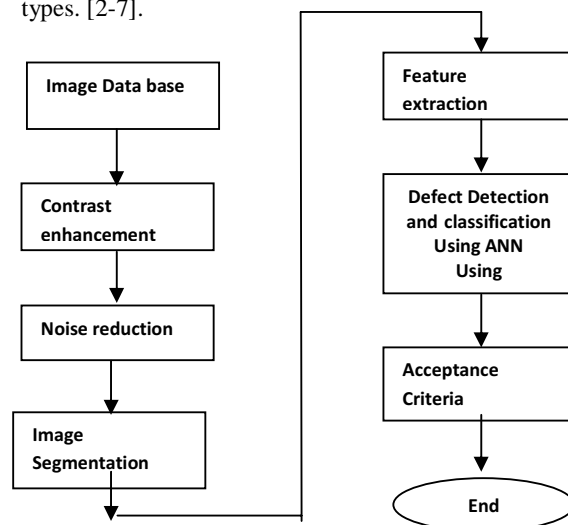 types. [2-7].
Image Data base
Contrast
enhancement
Noise reduction
Image
Segmentation
Feature
extraction
Defect Detection
and classification
Using ANN
Using
Acceptance
Criteria
End